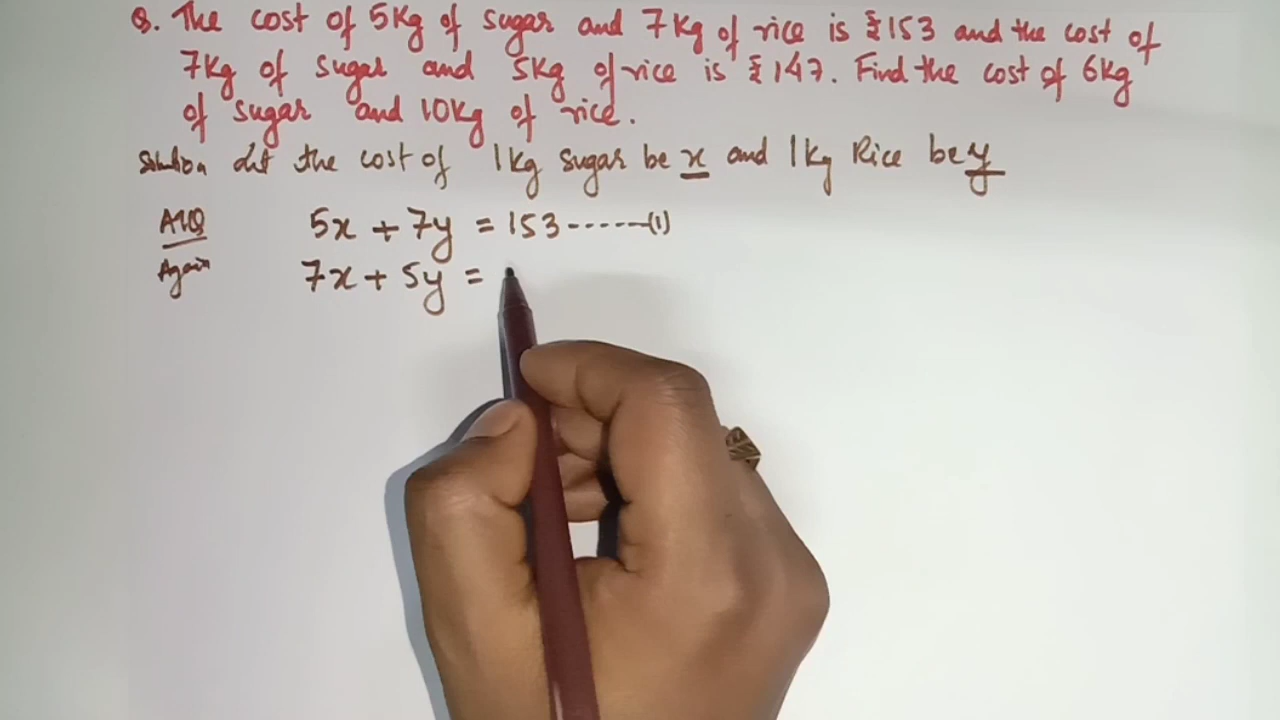 Q. The cost of 5Kg of sugar and 7Kg of rice is ₹153 and the cost of
7Kg of sugar and 5Kg of rice is ₹147. Find the cost of 6Kg
of sugar and 10Kg of rice.
Solution Let the cost of 1Kg Sugar be x and 1Kg Rice be y
ATQ 5x + 7y = 153 ------(1)
Again 7x + 5y =